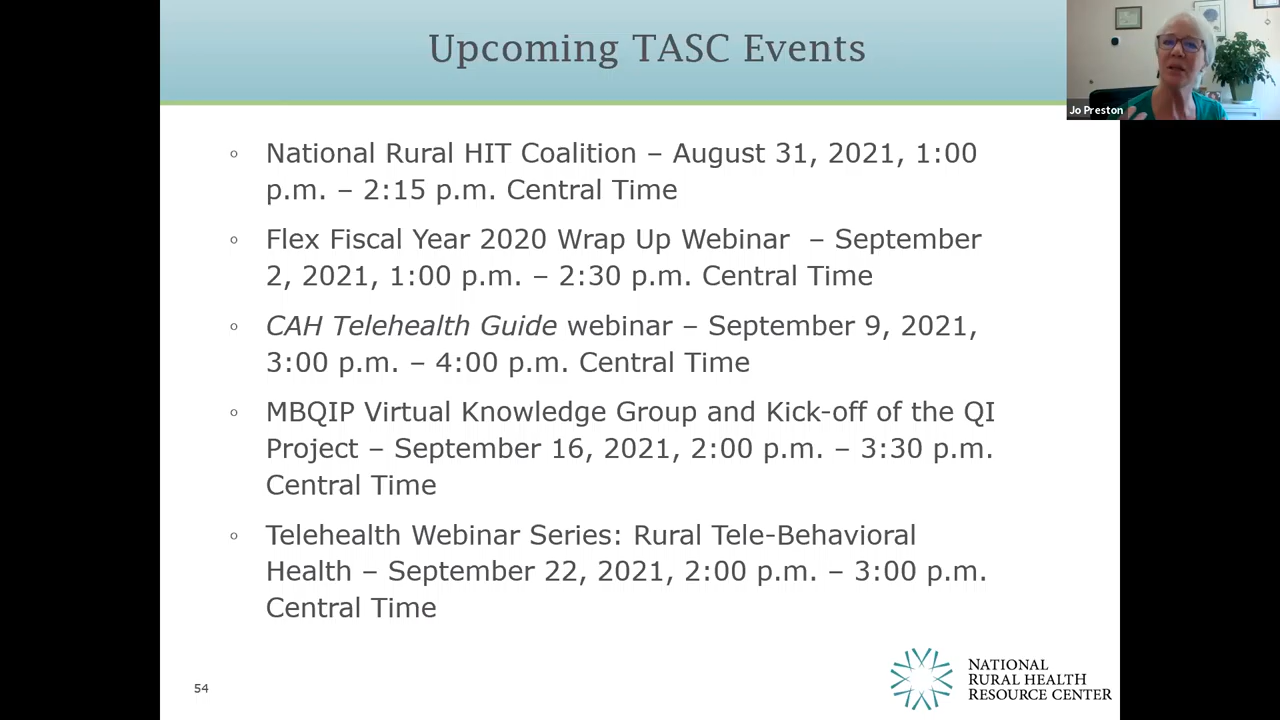 Upcoming TASC Events
Jo Preston
◦ National Rural HIT Coalition – August 31, 2021, 1:00
p.m. – 2:15 p.m. Central Time
◦ Flex Fiscal Year 2020 Wrap Up Webinar – September
2, 2021, 1:00 p.m. – 2:30 p.m. Central Time
◦ CAH Telehealth Guide webinar – September 9, 2021,
3:00 p.m. – 4:00 p.m. Central Time
◦ MBQIP Virtual Knowledge Group and Kick-off of the QI
Project – September 16, 2021, 2:00 p.m. – 3:30 p.m.
Central Time
◦ Telehealth Webinar Series: Rural Tele-Behavioral
Health – September 22, 2021, 2:00 p.m. – 3:00 p.m.
Central Time
54
NATIONAL
RURAL HEALTH
RESOURCE CENTER